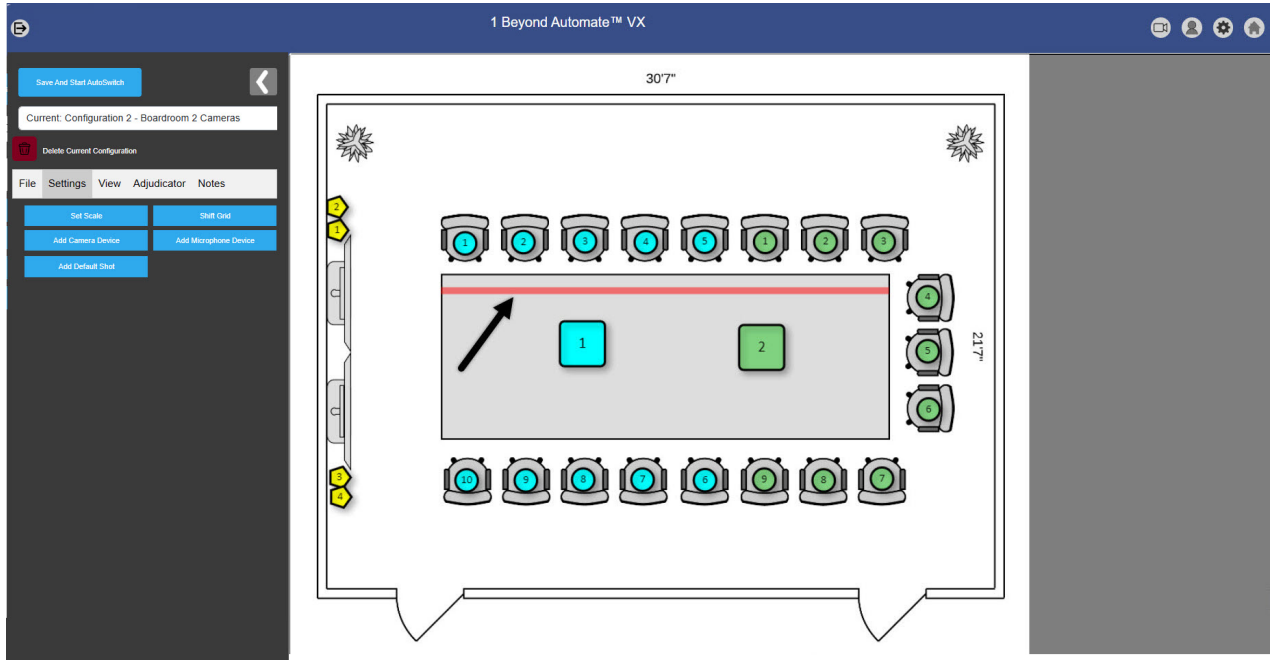 1 Beyond Automate™ VX
Save And Start AutoSwitch
Current: Configuration 2 - Boardroom 2 Cameras
Delete Current Configuration
File Settings View Adjudicator Notes
Set Scale Shift Grid
Add Camera Device Add Microphone Device
Add Default Shot
30'7"
2
1
1 2 3 4 5 1 2 3
4
1 2
5
21'7"
6
3
4
10 9 8 7 6 9 8 7